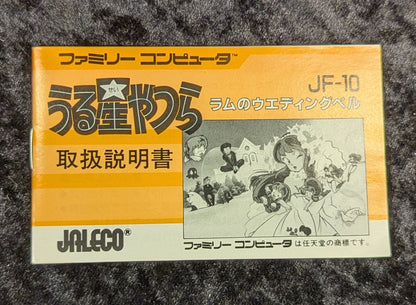 ファミリー コンピュータ™
うる星やつら
JF-10
ラムのウエディングベル
取扱説明書
JALECO®
ファミリー コンピュータ は任天堂の商標です。